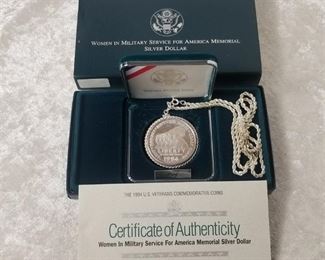 WOMEN IN MILITARY SERVICE FOR AMERICA MEMORIAL
SILVER DOLLAR
LIBERTY
1994
THE 1994 U.S. VETERANS COMMEMORATIVE COINS
Certificate of Authenticity
Women In Military Service For America Memorial Silver Dollar